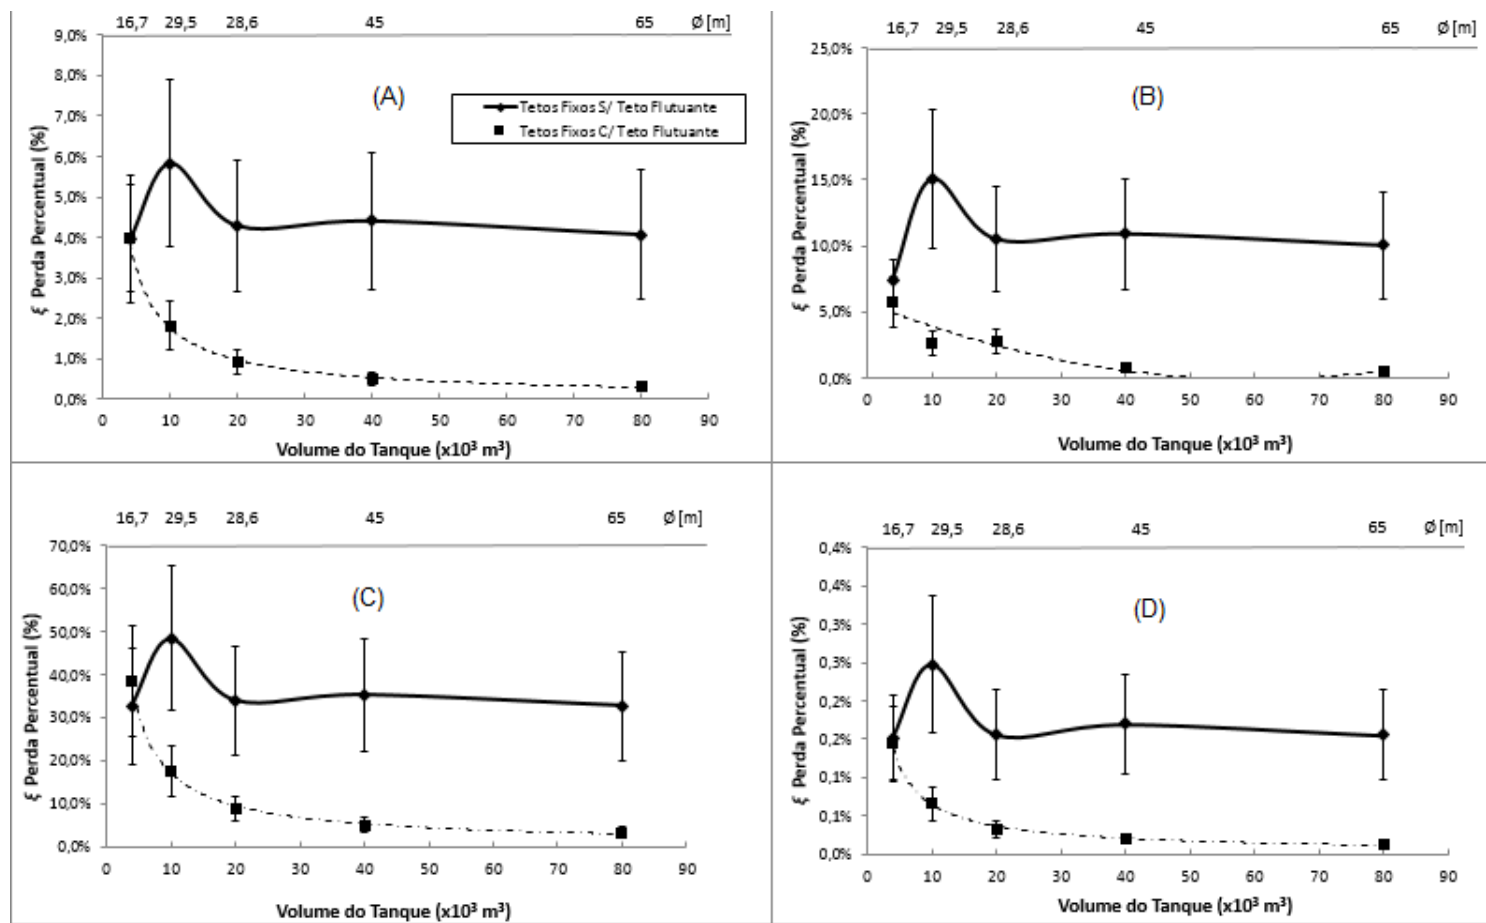 16,7 29,5 28,6 45 65 Ø [m]
9,0%
8,0%
7,0%
6,0%
5,0%
4,0%
3,0%
2,0%
1,0%
0,0%
ξ Perda Percentual (%)
(A)
Tetos Fixos S/ Teto Flutuante
Tetos Fixos C/ Teto Flutuante
0 10 20 30 40 50 60 70 80 90
Volume do Tanque (x10³ m³)
16,7 29,5 28,6 45 65 Ø [m]
25,0%
20,0%
15,0%
10,0%
5,0%
0,0%
ξ Perda Percentual (%)
(B)
0 10 20 30 40 50 60 70 80 90
Volume do Tanque (x10³ m³)
16,7 29,5 28,6 45 65 Ø [m]
70,0%
60,0%
50,0%
40,0%
30,0%
20,0%
10,0%
0,0%
ξ Perda Percentual (%)
(C)
0 10 20 30 40 50 60 70 80 90
Volume do Tanque (x10³ m³)
16,7 29,5 28,6 45 65 Ø [m]
0,4%
0,4%
0,3%
0,3%
0,2%
0,2%
0,1%
0,1%
0,0%
ξ Perda Percentual (%)
(D)
0 10 20 30 40 50 60 70 80 90
Volume do Tanque (x10³ m³)